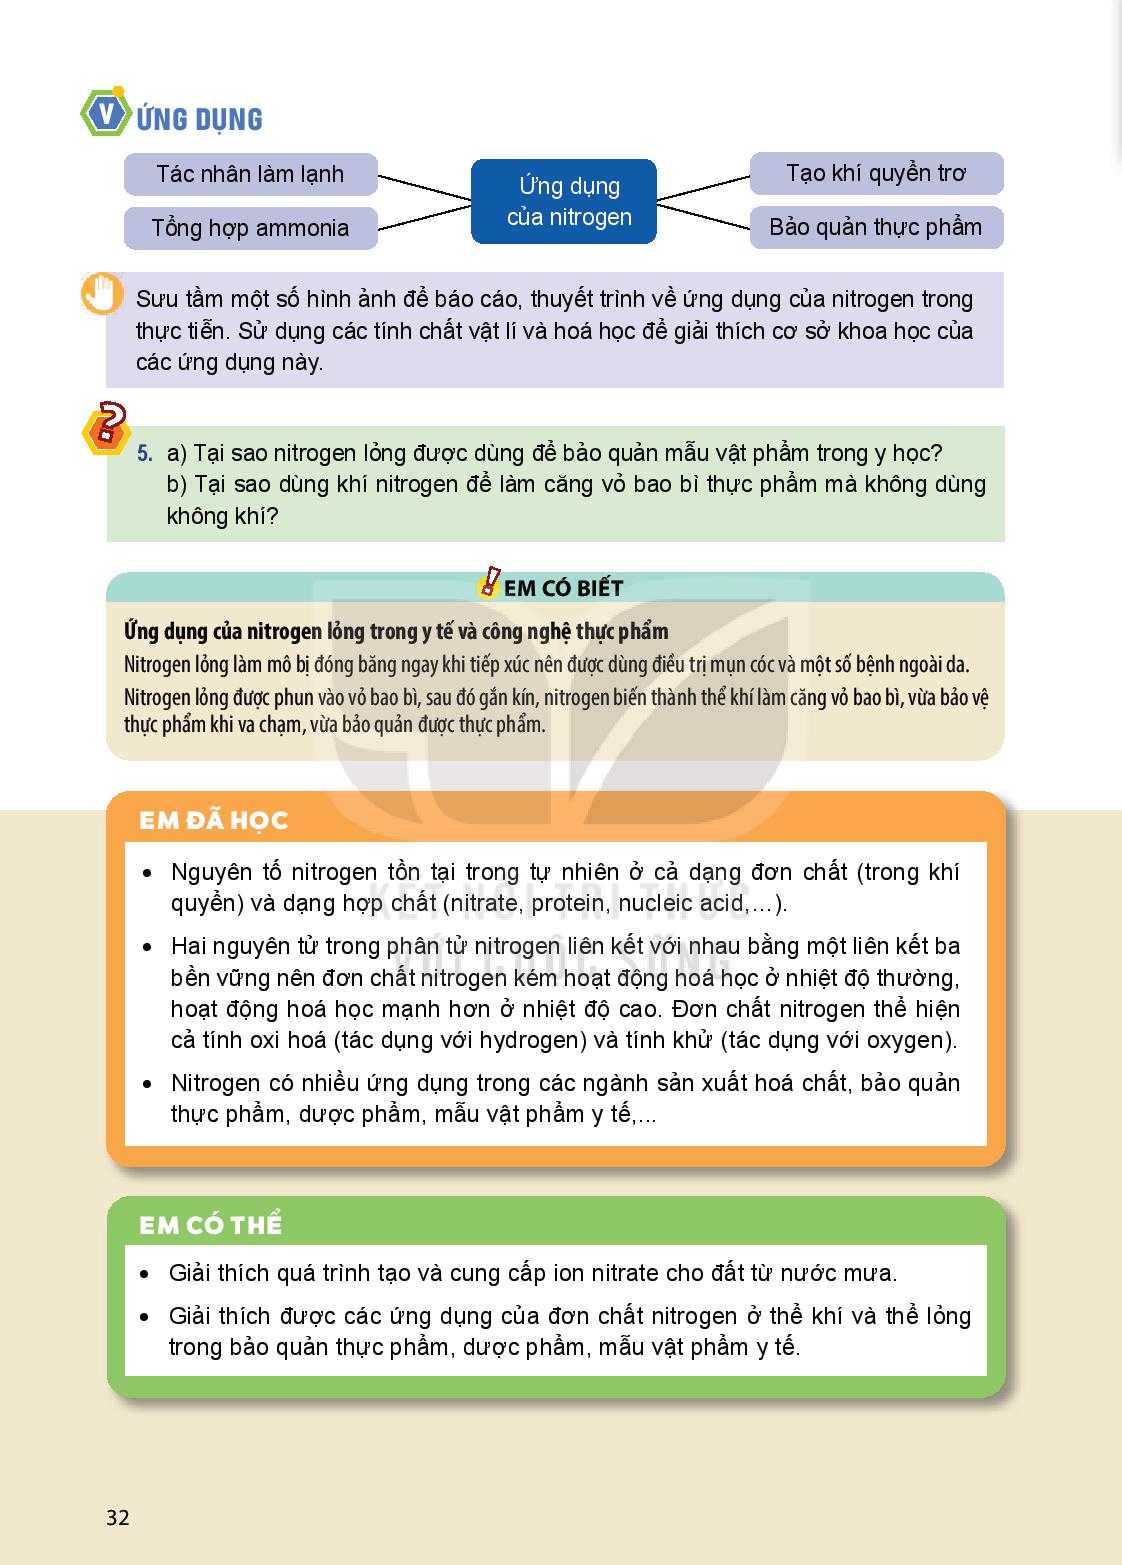 V ỨNG DỤNG
Tác nhân làm lạnh
Tổng hợp ammonia
Ứng dụng
của nitrogen
Tạo khí quyển trơ
Bảo quản thực phẩm
Sưu tầm một số hình ảnh để báo cáo, thuyết trình về ứng dụng của nitrogen trong
thực tiễn. Sử dụng các tính chất vật lí và hoá học để giải thích cơ sở khoa học của
các ứng dụng này.
5. a) Tại sao nitrogen lỏng được dùng để bảo quản mẫu vật phẩm trong y học?
b) Tại sao dùng khí nitrogen để làm căng vỏ bao bì thực phẩm mà không dùng
không khí?
EM CÓ BIẾT
Ứng dụng của nitrogen lỏng trong y tế và công nghệ thực phẩm
Nitrogen lỏng làm mô bị đóng băng ngay khi tiếp xúc nên được dùng điều trị mụn cóc và một số bệnh ngoài da.
Nitrogen lỏng được phun vào vỏ bao bì, sau đó gắn kín, nitrogen biến thành thể khí làm căng vỏ bao bì, vừa bảo vệ
thực phẩm khi va chạm, vừa bảo quản được thực phẩm.
EM ĐÃ HỌC
• Nguyên tố nitrogen tồn tại trong tự nhiên ở cả dạng đơn chất (trong khí
quyển) và dạng hợp chất (nitrate, protein, nucleic acid,...).
• Hai nguyên tử trong phân tử nitrogen liên kết với nhau bằng một liên kết ba
bền vững nên đơn chất nitrogen kém hoạt động hoá học ở nhiệt độ thường,
hoạt động hoá học mạnh hơn ở nhiệt độ cao. Đơn chất nitrogen thể hiện
cả tính oxi hoá (tác dụng với hydrogen) và tính khử (tác dụng với oxygen).
• Nitrogen có nhiều ứng dụng trong các ngành sản xuất hoá chất, bảo quản
thực phẩm, dược phẩm, mẫu vật phẩm y tế,...
KẾT NỐI TRI THỨC
VỚI CUỘC SỐNG
EM CÓ THỂ
• Giải thích quá trình tạo và cung cấp ion nitrate cho đất từ nước mưa.
• Giải thích được các ứng dụng của đơn chất nitrogen ở thể khí và thể lỏng
trong bảo quản thực phẩm, dược phẩm, mẫu vật phẩm y tế.
32